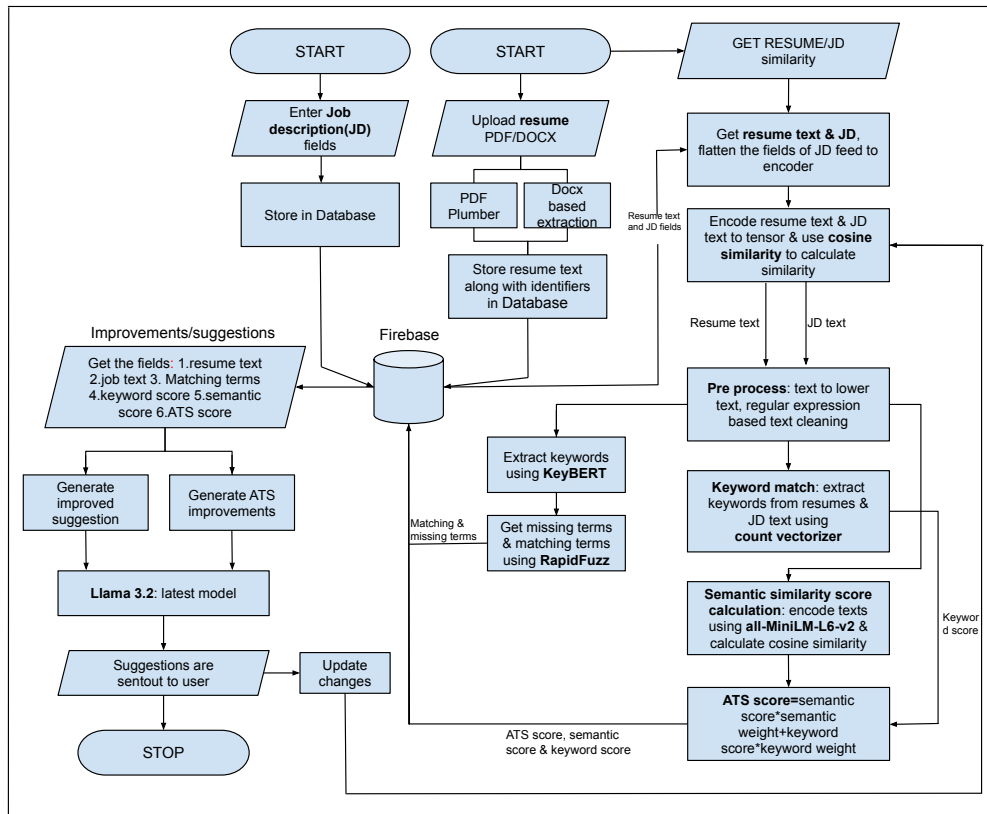 START
START
GET RESUME/JD
similarity
Enter Job
description(JD)
fields
Upload resume
PDF/DOCX
Get resume text & JD,
flatten the fields of JD feed to
encoder
Store in Database
PDF
Plumber
Docx
based
extraction
Resume text
and JD fields
Encode resume text & JD
text to tensor & use cosine
similarity to calculate
similarity
Store resume text
along with identifiers
in Database
Resume text
JD text
Improvements/suggestions
Firebase
Get the fields: 1.resume text
2.job text 3. Matching terms
4.keyword score 5.semantic
score 6.ATS score
Pre process: text to lower
text, regular expression
based text cleaning
Extract keywords
using KeyBERT
Generate
improved
suggestion
Generate ATS
improvements
Keyword match: extract
keywords from resumes &
JD text using
count vectorizer
Matching &
missing terms
Get missing terms
& matching terms
using RapidFuzz
Llama 3.2: latest model
Semantic similarity score
calculation: encode texts
using all-MiniLM-L6-v2 &
calculate cosine similarity
Keywor
d score
Suggestions are
sentout to user
Update
changes
ATS score=semantic
score*semantic
weight+keyword
score*keyword weight
ATS score, semantic
score & keyword score
STOP